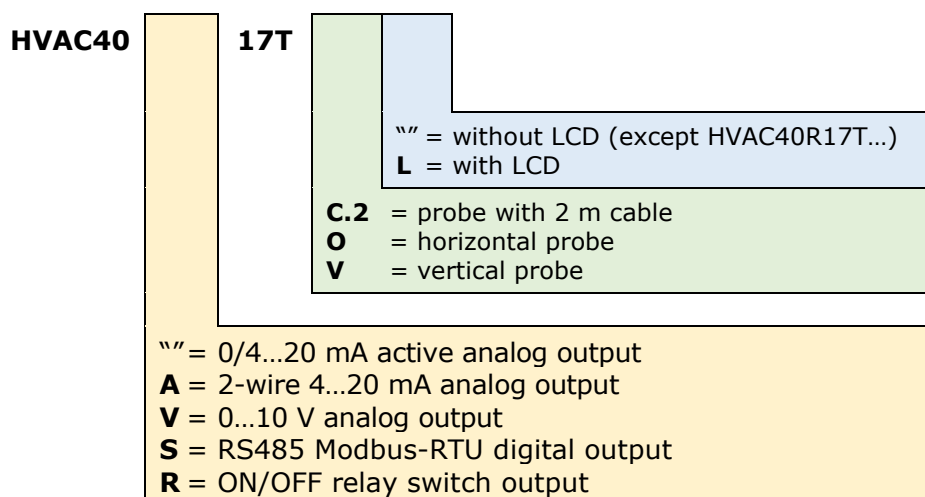 HVAC40 17T
“” = without LCD (except HVAC40R17T…)
L = with LCD
C.2 = probe with 2 m cable
O = horizontal probe
V = vertical probe
“” = 0/4…20 mA active analog output
A = 2-wire 4…20 mA analog output
V = 0…10 V analog output
S = RS485 Modbus-RTU digital output
R = ON/OFF relay switch output